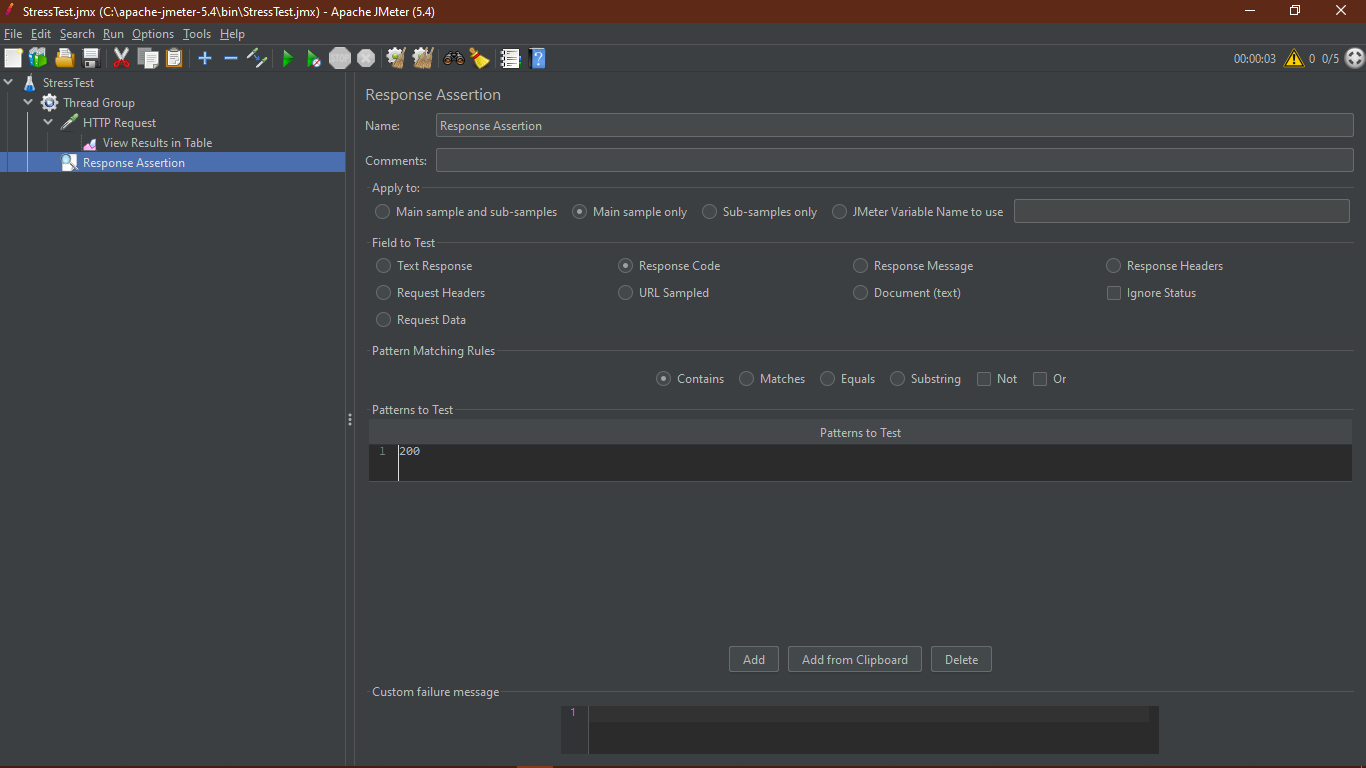 StressTest.jmx (C:\apache-jmeter-5.4\bin\StressTest.jmx) - Apache JMeter (5.4)
File Edit Search Run Options Tools Help
00:00:03 0 0/5
StressTest
Thread Group
HTTP Request
View Results in Table
Response Assertion
Response Assertion
Name: Response Assertion
Comments:
Apply to:
Main sample and sub-samples Main sample only Sub-samples only JMeter Variable Name to use
Field to Test
Text Response Response Code Response Message Response Headers
Request Headers URL Sampled Document (text) Ignore Status
Request Data
Pattern Matching Rules
Contains Matches Equals Substring Not Or
Patterns to Test
Patterns to Test
1 200
Add Add from Clipboard Delete
Custom failure message
1